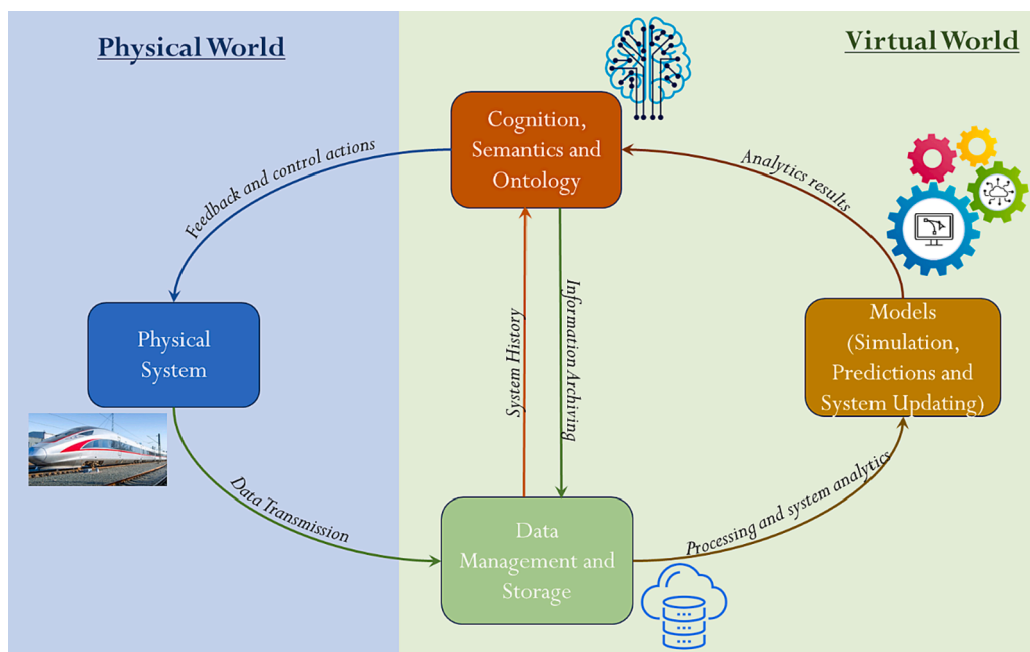 Physical World
Virtual World
Cognition,
Semantics and
Ontology
Feedback and control actions
Analytics results
Physical
System
System History
Information Archiving
Models
(Simulation,
Predictions and
System Updating)
Data Transmission
Processing and system analytics
Data
Management and
Storage